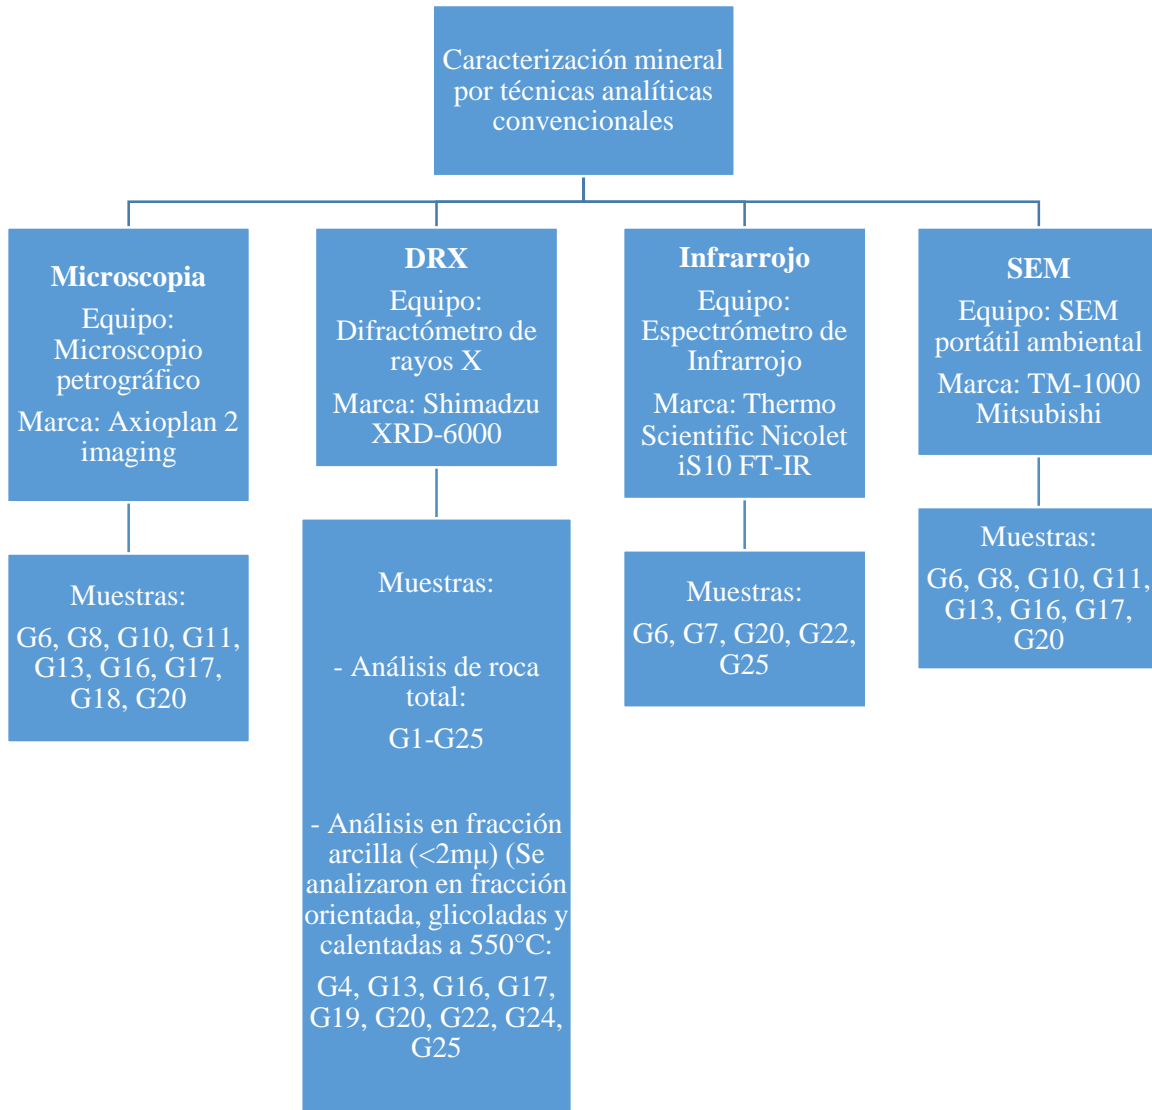 Caracterización mineral
por técnicas analíticas
convencionales
Microscopia
Equipo:
Microscopio
petrográfico
Marca: Axioplan 2
imaging
Muestras:
G6, G8, G10, G11,
G13, G16, G17,
G18, G20
DRX
Equipo:
Difractómetro de
rayos X
Marca: Shimadzu
XRD-6000
Muestras:
- Análisis de roca
total:
G1-G25
- Análisis en fracción
arcilla (<2mµ) (Se
analizaron en fracción
orientada, glicoladas y
calentadas a 550°C:
G4, G13, G16, G17,
G19, G20, G22, G24,
G25
Infrarrojo
Equipo:
Espectrómetro de
Infrarrojo
Marca: Thermo
Scientific Nicolet
iS10 FT-IR
Muestras:
G6, G7, G20, G22,
G25
SEM
Equipo: SEM
portátil ambiental
Marca: TM-1000
Mitsubishi
Muestras:
G6, G8, G10, G11,
G13, G16, G17,
G20